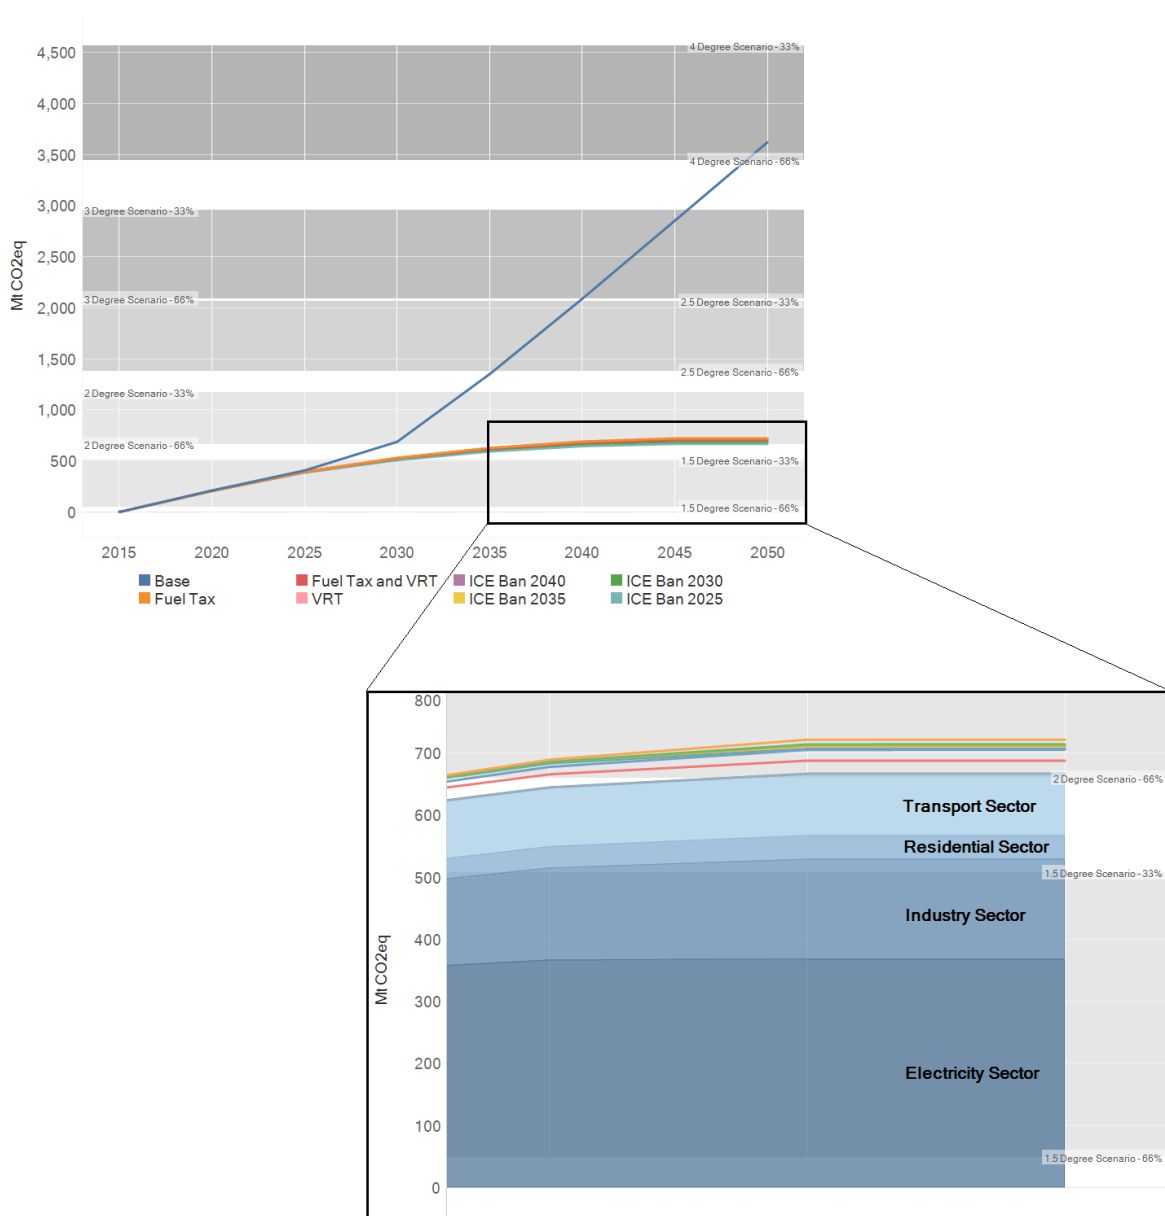 4,500
4 Degree Scenario - 33%
4,000
3,500
4 Degree Scenario - 66%
3,000
3 Degree Scenario - 33%
2,500
Mt CO2eq
3 Degree Scenario - 66%
2.5 Degree Scenario - 33%
2,000
1,500
2.5 Degree Scenario - 66%
2 Degree Scenario - 33%
1,000
2 Degree Scenario - 66%
500
1.5 Degree Scenario - 33%
1.5 Degree Scenario - 66%
0
2015 2020 2025 2030 2035 2040 2045 2050
Base Fuel Tax and VRT ICE Ban 2040 ICE Ban 2030
Fuel Tax VRT ICE Ban 2035 ICE Ban 2025
800
700
2 Degree Scenario - 66%
Transport Sector
600
Residential Sector
500
1.5 Degree Scenario - 33%
Industry Sector
400
Mt CO2eq
300
Electricity Sector
200
100
1.5 Degree Scenario - 66%
0